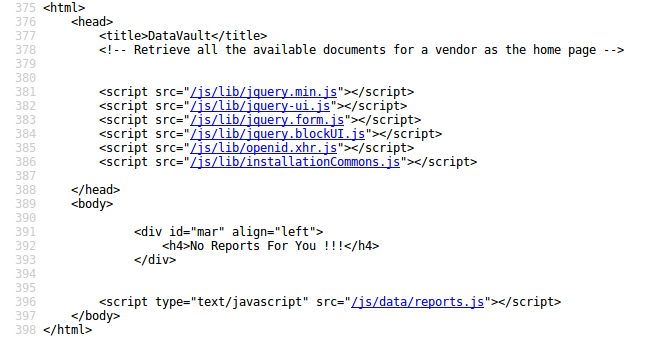 375 <html>
376     <head>
377         <title>DataVault</title>
378         <!-- Retrieve all the available documents for a vendor as the home page -->
379
380
381         <script src="/js/lib/jquery.min.js"></script>
382         <script src="/js/lib/jquery-ui.js"></script>
383         <script src="/js/lib/jquery.form.js"></script>
384         <script src="/js/lib/jquery.blockUI.js"></script>
385         <script src="/js/lib/openid.xhr.js"></script>
386         <script src="/js/lib/installationCommons.js"></script>
387
388     </head>
389     <body>
390
391              <div id="mar" align="left">
392                  <h4>No Reports For You !!!</h4>
393              </div>
394
395
396         <script type="text/javascript" src="/js/data/reports.js"></script>
397     </body>
398 </html>